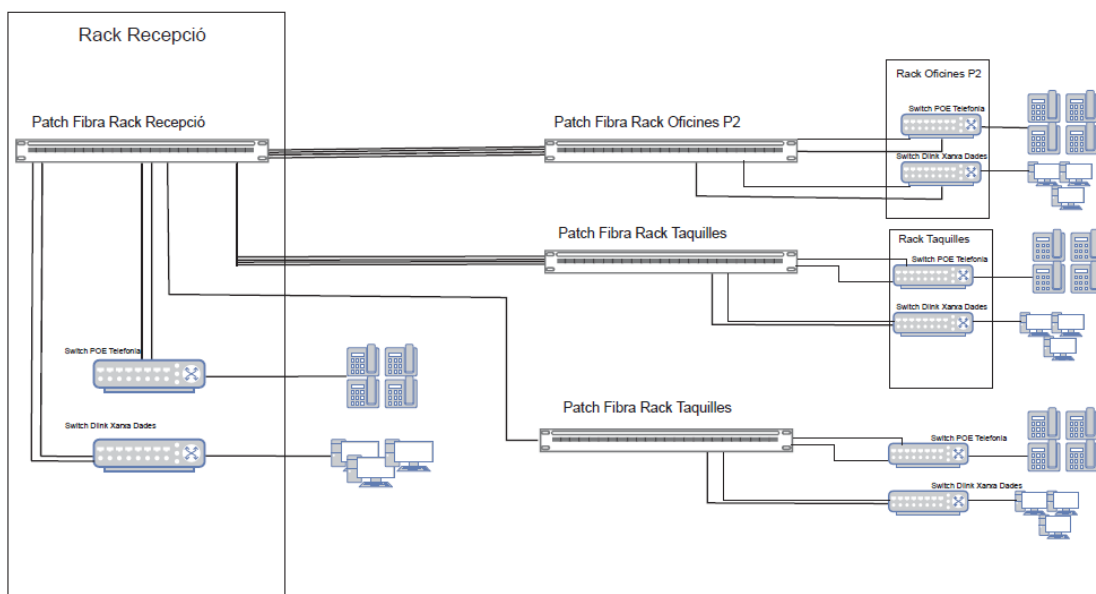 Rack Recepció
Patch Fibra Rack Recepció
Patch Fibra Rack Oficines P2
Rack Oficines P2
Switch POE Telefonia
Switch Dlink Xarxa Dades
Patch Fibra Rack Taquilles
Rack Taquilles
Switch POE Telefonia
Switch Dlink Xarxa Dades
Switch POE Telefonia
Switch Dlink Xarxa Dades
Patch Fibra Rack Taquilles
Switch POE Telefonia
Switch Dlink Xarxa Dades